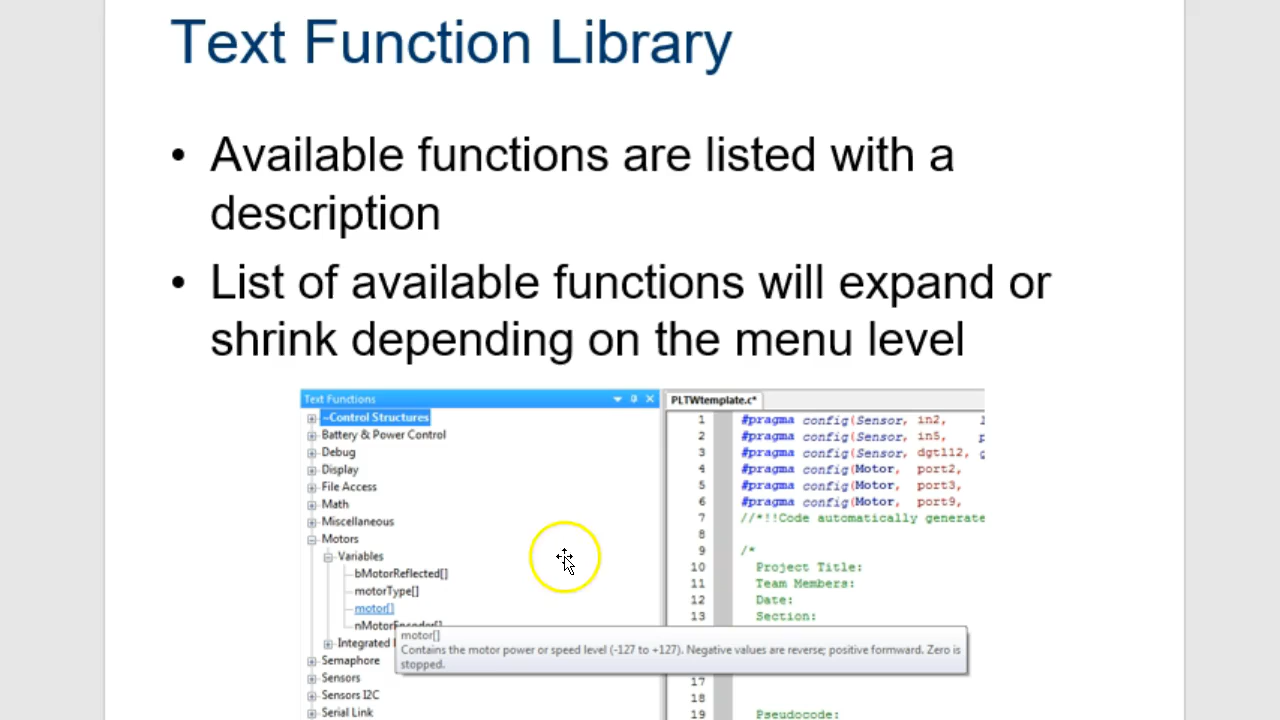 Text Function Library
• Available functions are listed with a
description
• List of available functions will expand or
shrink depending on the menu level
Text Functions
~Control Structures
Battery & Power Control
Debug
Display
File Access
Math
Miscellaneous
Motors
Variables
bMotorReflected[]
motorType[]
motor[]
nMotorEncoder[]
Integrated
Semaphore
Sensors
Sensors I2C
Serial Link
motor[]
Contains the motor power or speed level (-127 to +127). Negative values are reverse; positive formward. Zero is
stopped.
PLTWtemplate.c*
1 #pragma config(Sensor, in2,
2 #pragma config(Sensor, in5,
3 #pragma config(Sensor, dgtl12,
4 #pragma config(Motor, port2,
5 #pragma config(Motor, port3,
6 #pragma config(Motor, port9,
7 //*!!Code automatically generate
8
9 /*
10 Project Title:
11 Team Members:
12 Date:
13 Section:
17
18
19 Pseudocode: